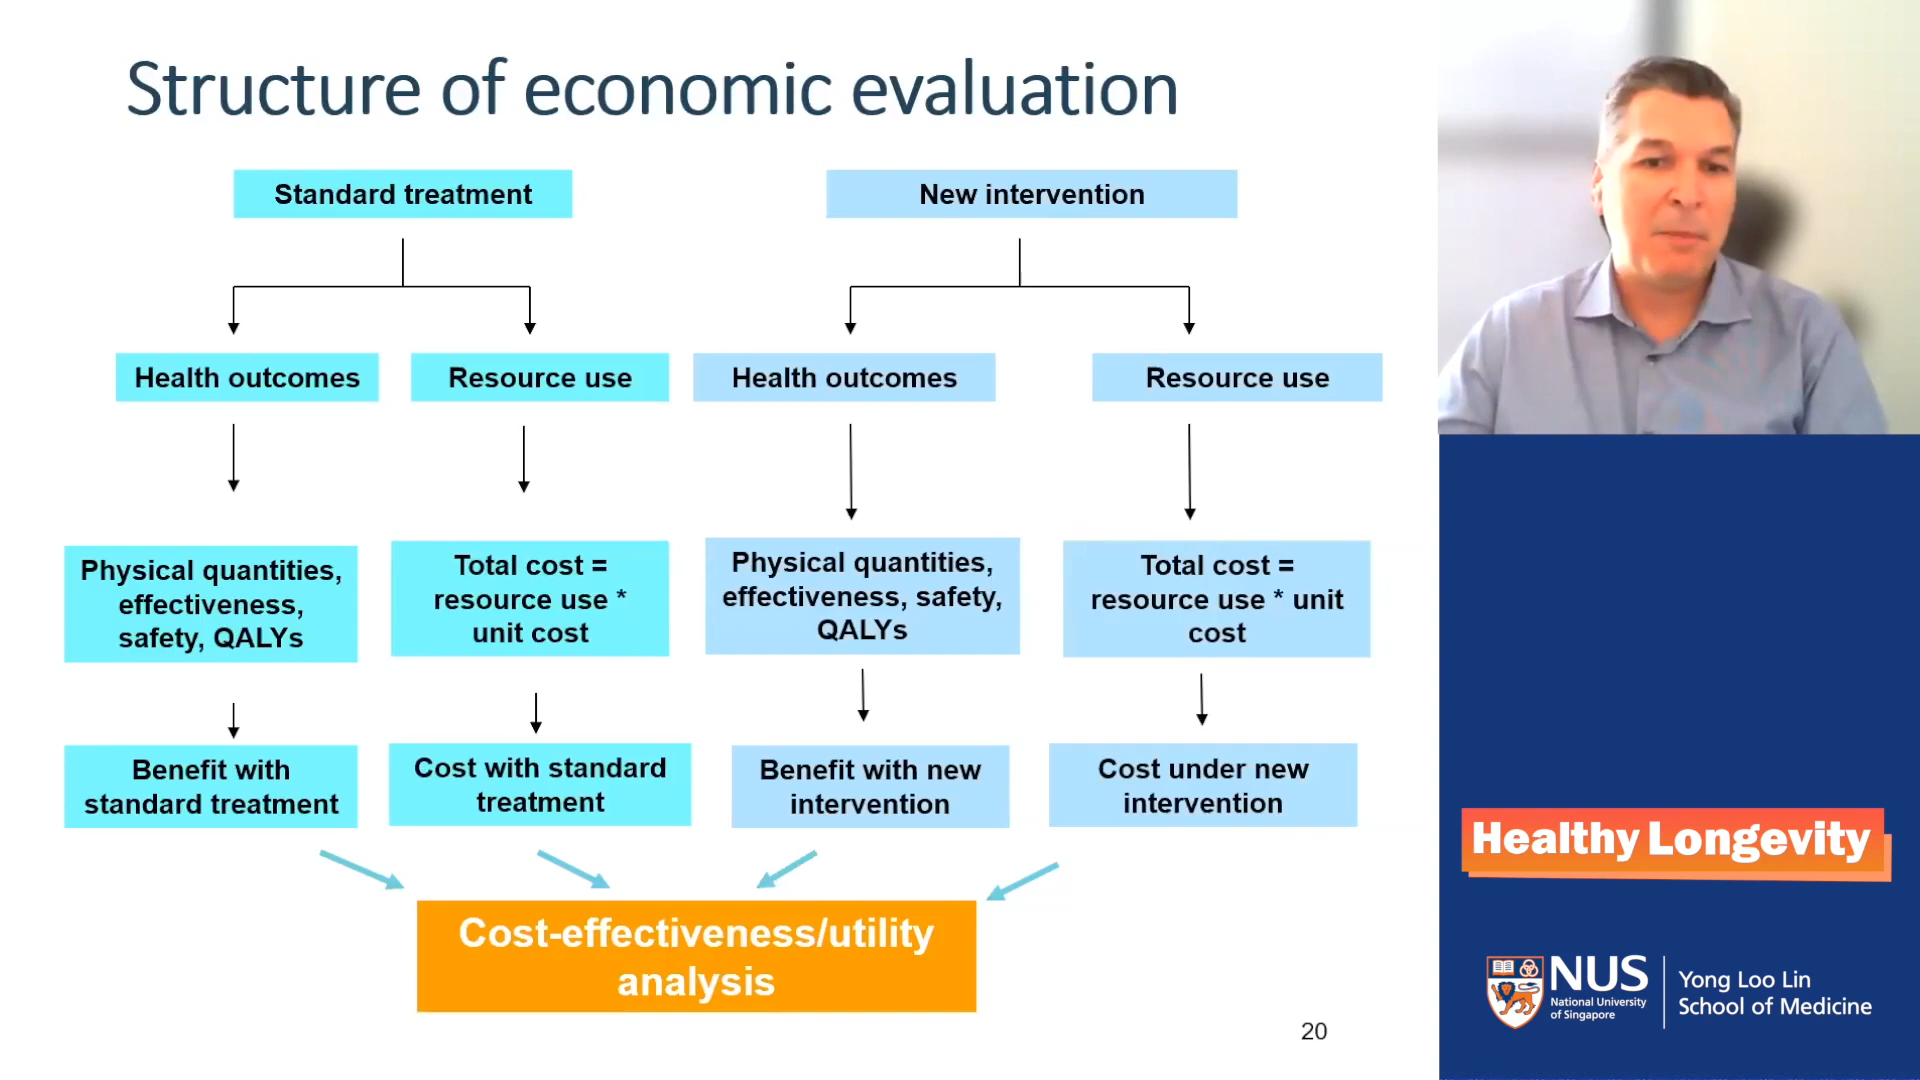 Structure of economic evaluation
Standard treatment
New intervention
Health outcomes
Resource use
Health outcomes
Resource use
Physical quantities,
effectiveness,
safety, QALYs
Total cost =
resource use *
unit cost
Physical quantities,
effectiveness, safety,
QALYs
Total cost =
resource use * unit
cost
Benefit with
standard treatment
Cost with standard
treatment
Benefit with new
intervention
Cost under new
intervention
Cost-effectiveness/utility
analysis
20
Healthy Longevity
NUS
National University
of Singapore
Yong Loo Lin
School of Medicine